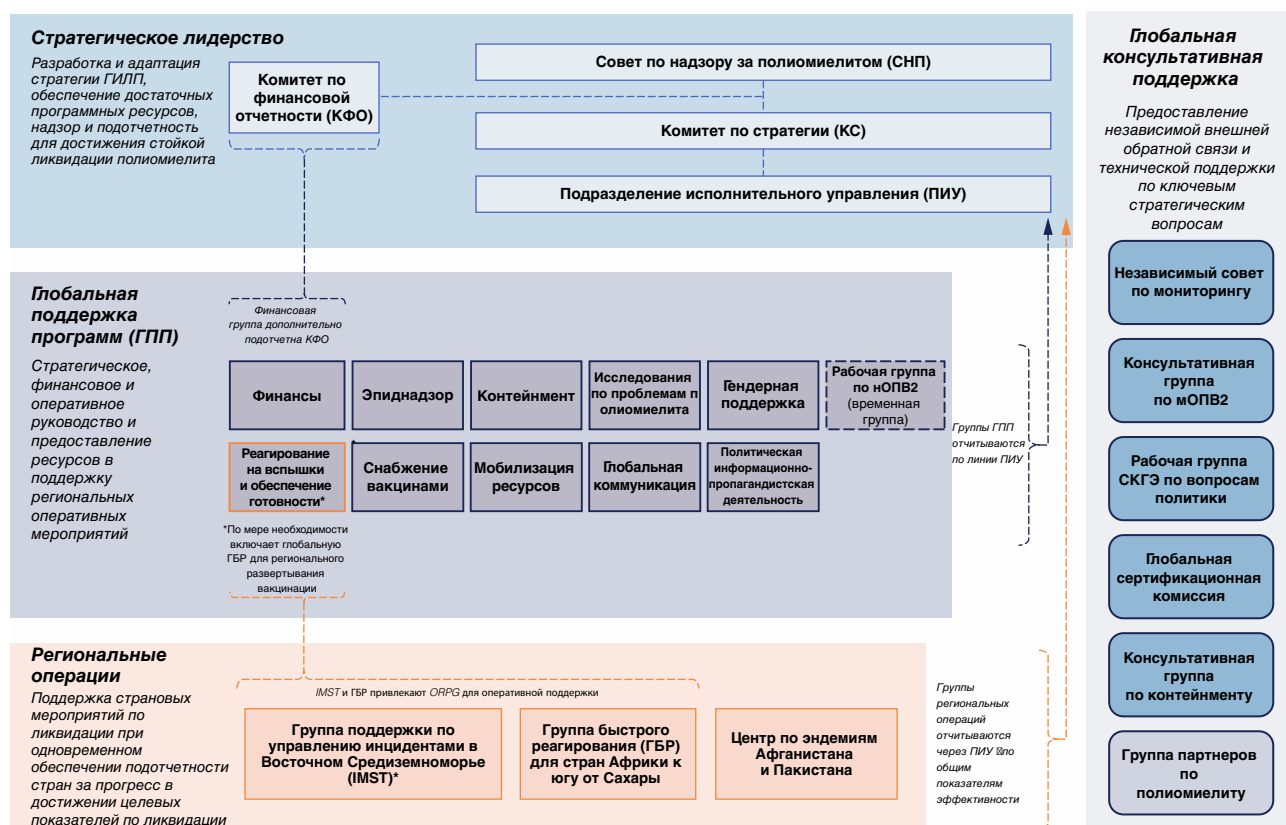 Стратегическое лидерство
Разработка и адаптация
стратегии ГИЛП,
обеспечение достаточных
программных ресурсов,
надзор и подотчетность
для достижения стойкой
ликвидации полиомиелита
Комитет по
финансовой
отчетности (КФО)
Совет по надзору за полиомиелитом (СНП)
Комитет по стратегии (КС)
Подразделение исполнительного управления (ПИУ)
Глобальная
поддержка
программ (ГПП)
Стратегическое,
финансовое и
оперативное
руководство и
предоставление
ресурсов в
поддержку
региональных
оперативных
мероприятий
Финансовая
группа дополнительно
подотчетна КФО
Финансы
Эпиднадзор
Контейнмент
Исследования
по проблемам п
олиомиелита
Гендерная
поддержка
Рабочая группа
по нОПВ2
(временная
группа)
Реагирование
на вспышки
и обеспечение
готовности*
*
Снабжение
вакцинами
Мобилизация
ресурсов
Глобальная
коммуникация
Политическая
информационно-
пропагандистская
деятельность
*По мере необходимости
включает глобальную
ГБР для регионального
развертывания
вакцинации
Группы ГПП
отчитываются
по линии ПИУ
Региональные
операции
Поддержка страновых
мероприятий по
ликвидации при
одновременном
обеспечении подотчетности
стран за прогресс в
достижении целевых
показателей по ликвидации
IMST и ГБР привлекают ORPG для оперативной поддержки
Группа поддержки по
управлению инцидентами в
Восточном Средиземноморье
(IMST)*
Группа быстрого
реагирования (ГБР)
для стран Африки к
югу от Сахары
Центр по эндемиям
Афганистана
и Пакистана
Группы
региональных
операций
отчитываются
через ПИУ по
общим
показателям
эффективности
Глобальная
консультативная
поддержка
Предоставление
независимой внешней
обратной связи и
технической поддержки
по ключевым
стратегическим
вопросам
Независимый совет
по мониторингу
Консультативная
группа
по мОПВ2
Рабочая группа
СКГЭ по вопросам
политики
Глобальная
сертификационная
комиссия
Консультативная
группа
по контейнменту
Группа партнеров
по
полиомиелиту